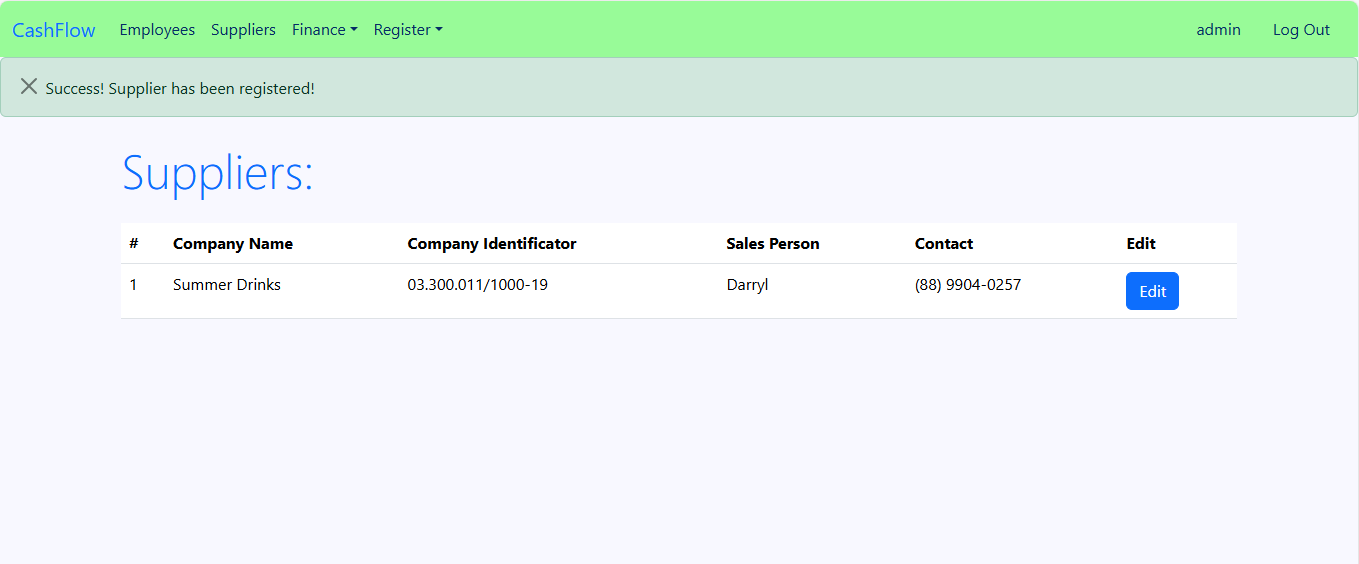 CashFlow Employees Suppliers Finance Register admin Log Out
Success! Supplier has been registered!
Suppliers:
# Company Name Company Identificator Sales Person Contact Edit
1 Summer Drinks 03.300.011/1000-19 Darryl (88) 9904-0257 Edit